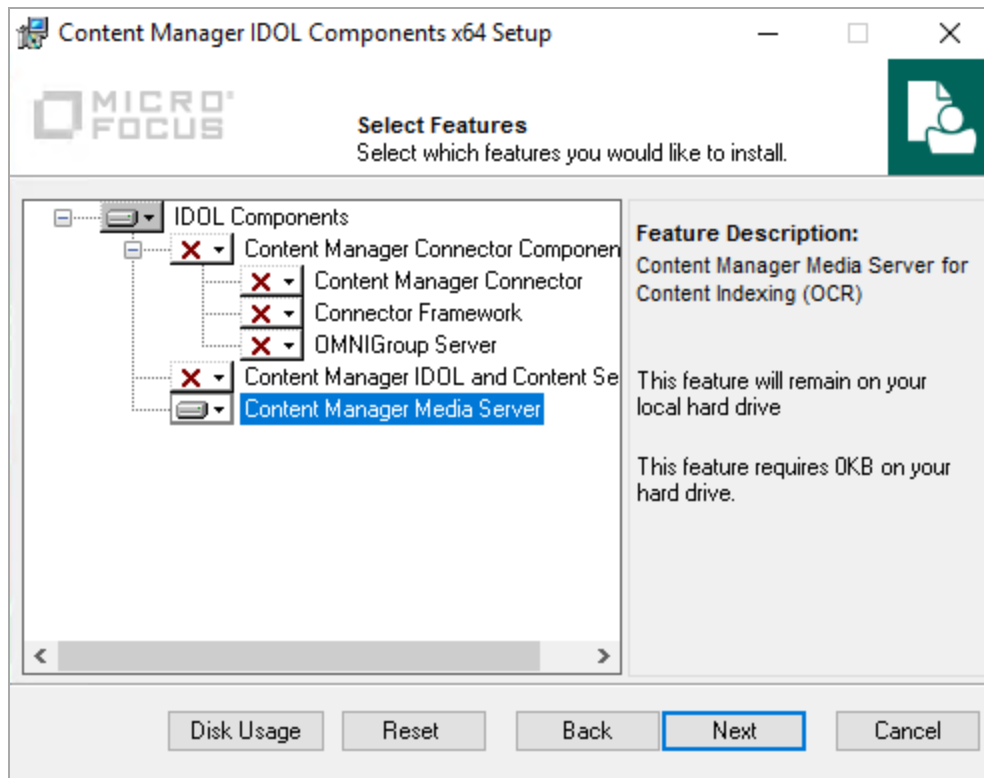 Content Manager IDOL Components x64 Setup
MICRO
FOCUS
Select Features
Select which features you would like to install.
IDOL Components
Content Manager Connector Componen
Content Manager Connector
Connector Framework
OMNIGroup Server
Content Manager IDOL and Content Se
Content Manager Media Server
Feature Description:
Content Manager Media Server for
Content Indexing (OCR)
This feature will remain on your
local hard drive
This feature requires 0KB on your
hard drive.
Disk Usage
Reset
Back
Next
Cancel